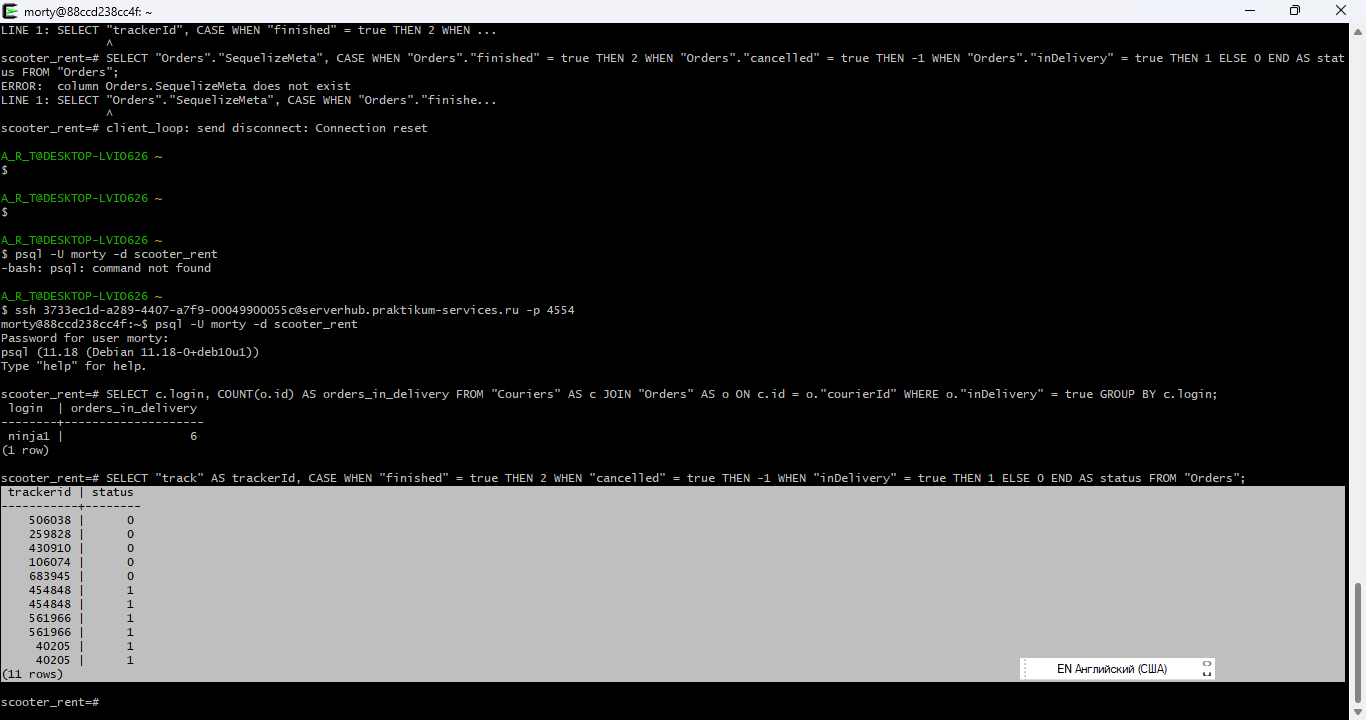 morty@88ccd238cc4f: ~
LINE 1: SELECT "trackerId", CASE WHEN "finished" = true THEN 2 WHEN ...
^
scooter_rent=# SELECT "Orders"."SequelizeMeta", CASE WHEN "Orders"."finished" = true THEN 2 WHEN "Orders"."cancelled" = true THEN -1 WHEN "Orders"."inDelivery" = true THEN 1 ELSE 0 END AS stat
us FROM "Orders";
ERROR:  column Orders.SequelizeMeta does not exist
LINE 1: SELECT "Orders"."SequelizeMeta", CASE WHEN "Orders"."finishe...
^
scooter_rent=# client_loop: send disconnect: Connection reset
A_R_T@DESKTOP-LVIO626 ~
$
A_R_T@DESKTOP-LVIO626 ~
$
A_R_T@DESKTOP-LVIO626 ~
$ psql -U morty -d scooter_rent
-bash: psql: command not found
A_R_T@DESKTOP-LVIO626 ~
$ ssh 3733ec1d-a289-4407-a7f9-00049900055c@serverhub.praktikum-services.ru -p 4554
morty@88ccd238cc4f:~$ psql -U morty -d scooter_rent
Password for user morty:
psql (11.18 (Debian 11.18-0+deb10u1))
Type "help" for help.
scooter_rent=# SELECT c.login, COUNT(o.id) AS orders_in_delivery FROM "Couriers" AS c JOIN "Orders" AS o ON c.id = o."courierId" WHERE o."inDelivery" = true GROUP BY c.login;
login  | orders_in_delivery
--------+--------------------
ninja1 |                  6
(1 row)
scooter_rent=# SELECT "track" AS trackerId, CASE WHEN "finished" = true THEN 2 WHEN "cancelled" = true THEN -1 WHEN "inDelivery" = true THEN 1 ELSE 0 END AS status FROM "Orders";
trackerid | status
-----------+--------
506038 |      0
259828 |      0
430910 |      0
106074 |      0
683945 |      0
454848 |      1
454848 |      1
561966 |      1
561966 |      1
40205 |      1
40205 |      1
(11 rows)
EN Английский (США)
scooter_rent=#